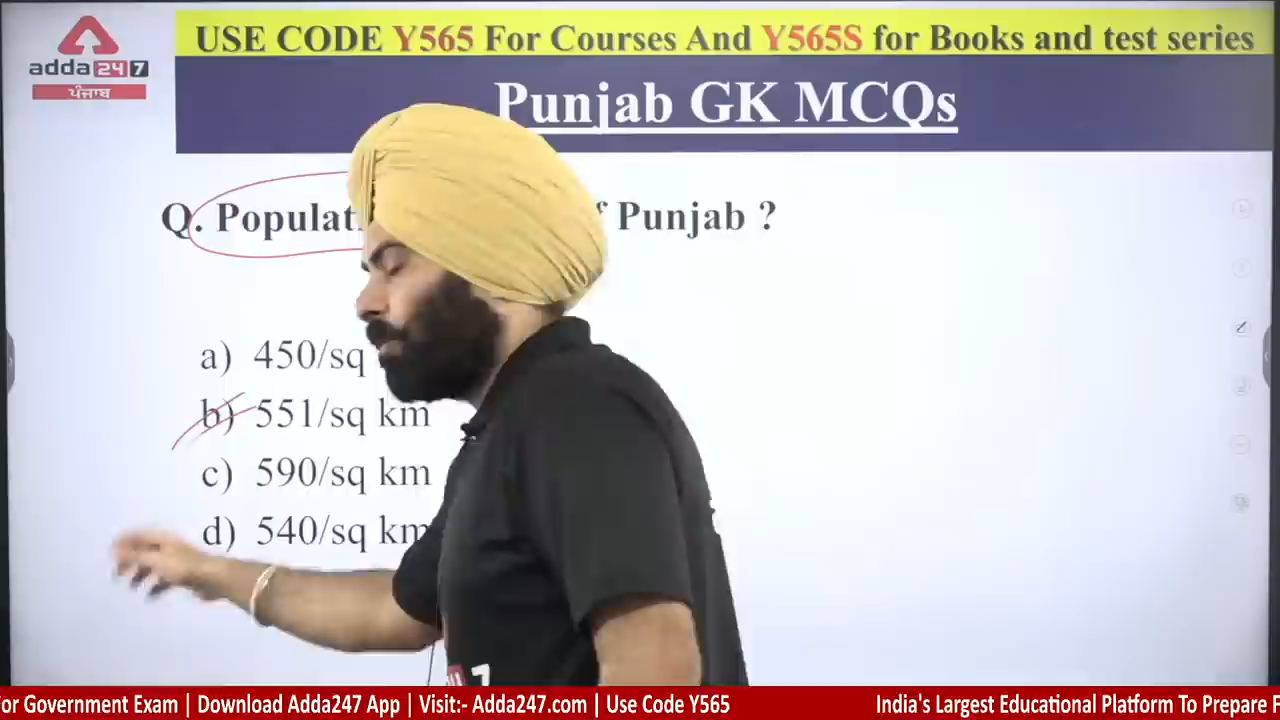 USE CODE Y565 For Courses And Y565S for Books and test series
adda247
ਪੰਜਾਬ
Punjab GK MCQs
Q. Populat f Punjab ?
a) 450/sq
b) 551/sq km
c) 590/sq km
d) 540/sq km
7
or Government Exam | Download Adda247 App | Visit:- Adda247.com | Use Code Y565 India's Largest Educational Platform To Prepare F